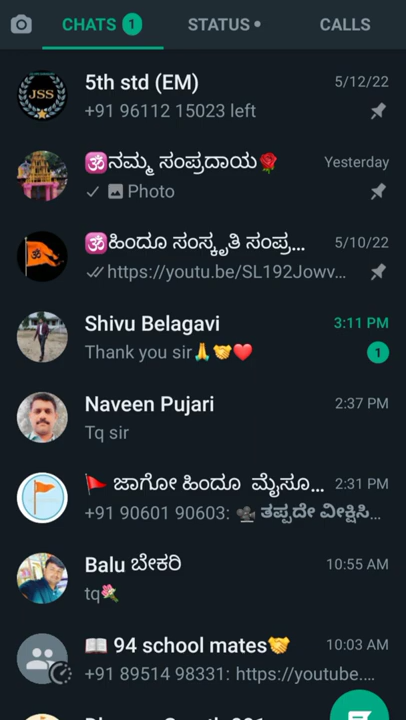 CHATS 1 STATUS CALLS
5th std (EM) 5/12/22
JSS
+91 96112 15023 left
🕉️ನಮ್ಮ ಸಂಪ್ರದಾಯ🌹 Yesterday
Photo
🕉️ಹಿಂದೂ ಸಂಸ್ಕೃತಿ ಸಂಪ್ರ... 5/10/22
https://youtu.be/SL192Jowv...
Shivu Belagavi 3:11 PM
Thank you sir🙏🤝❤️ 1
Naveen Pujari 2:37 PM
Tq sir
🚩 ಜಾಗೋ ಹಿಂದೂ ಮೈಸೂ... 2:31 PM
+91 90601 90603: 🎥 ತಪ್ಪದೇ ವೀಕ್ಷಿಸಿ...
Balu ಬೇಕರಿ 10:55 AM
tq💐
📖 94 school mates🤝 10:03 AM
+91 89514 98331: https://youtube....